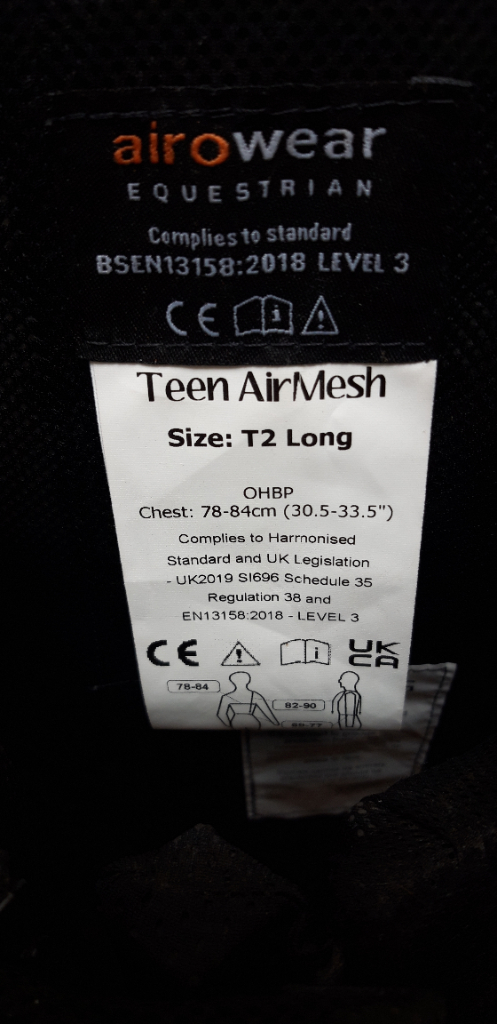 airowear
EQUESTRIAN
Complies to standard
BSEN13158:2018 LEVEL 3
CE i !
Teen AirMesh
Size: T2 Long
OHBP
Chest: 78-84cm (30.5-33.5")
Complies to Harmonised
Standard and UK Legislation
- UK2019 SI696 Schedule 35
Regulation 38 and
EN13158:2018 - LEVEL 3
CE ! i UK
CA
78-84
82-90